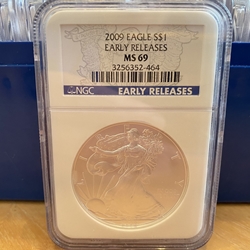 2009 EAGLE S$1
EARLY RELEASES
MS 69
3256352-464
NGC EARLY RELEASES